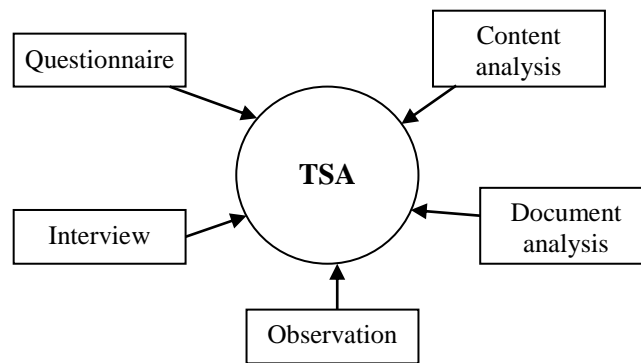 Questionnaire
Content
analysis
TSA
Interview
Document
analysis
Observation